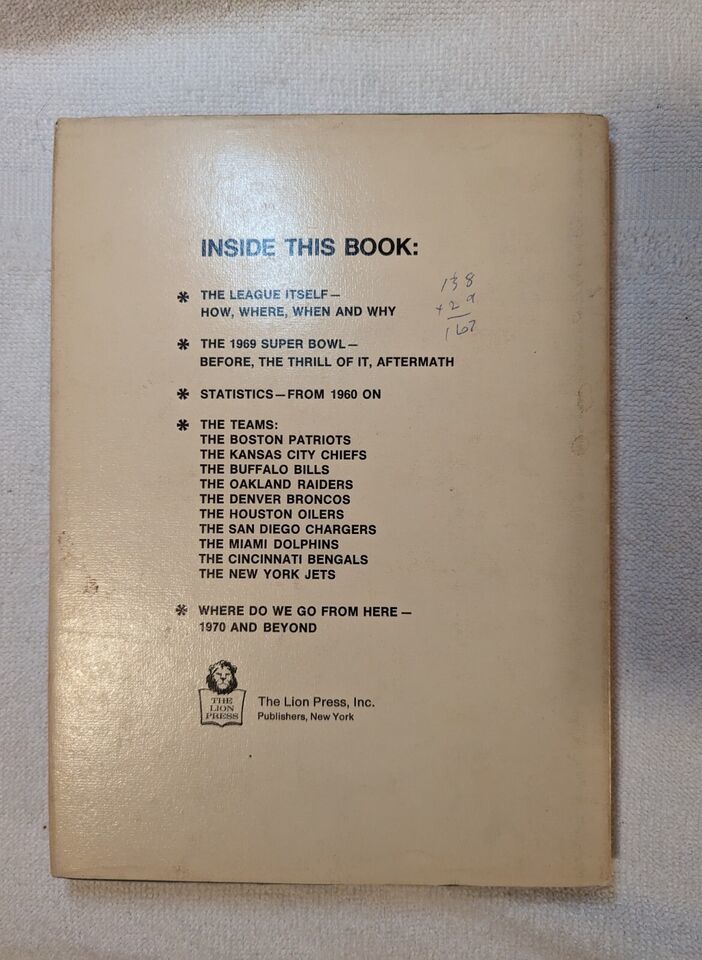 INSIDE THIS BOOK:
* THE LEAGUE ITSELF—
HOW, WHERE, WHEN AND WHY
138
+ 29
167
* THE 1969 SUPER BOWL—
BEFORE, THE THRILL OF IT, AFTERMATH
* STATISTICS—FROM 1960 ON
* THE TEAMS:
THE BOSTON PATRIOTS
THE KANSAS CITY CHIEFS
THE BUFFALO BILLS
THE OAKLAND RAIDERS
THE DENVER BRONCOS
THE HOUSTON OILERS
THE SAN DIEGO CHARGERS
THE MIAMI DOLPHINS
THE CINCINNATI BENGALS
THE NEW YORK JETS
* WHERE DO WE GO FROM HERE—
1970 AND BEYOND
THE
LION
PRESS
The Lion Press, Inc.
Publishers, New York